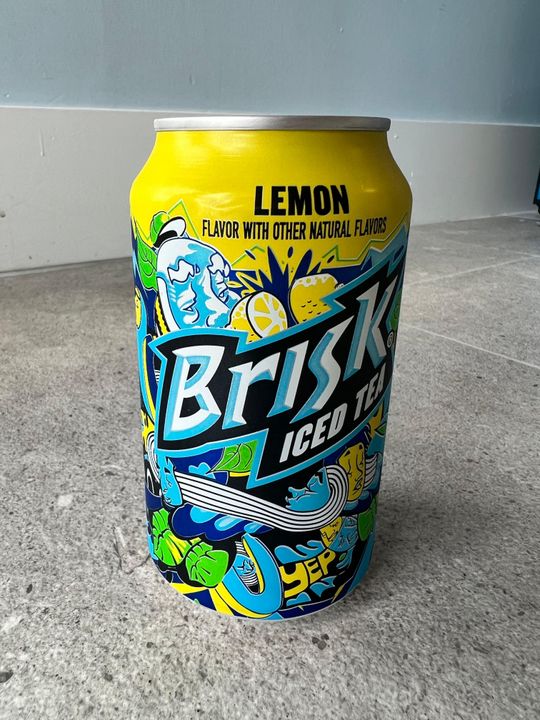 LEMON
FLAVOR WITH OTHER NATURAL FLAVORS
Brisk®
ICED TEA
YEP